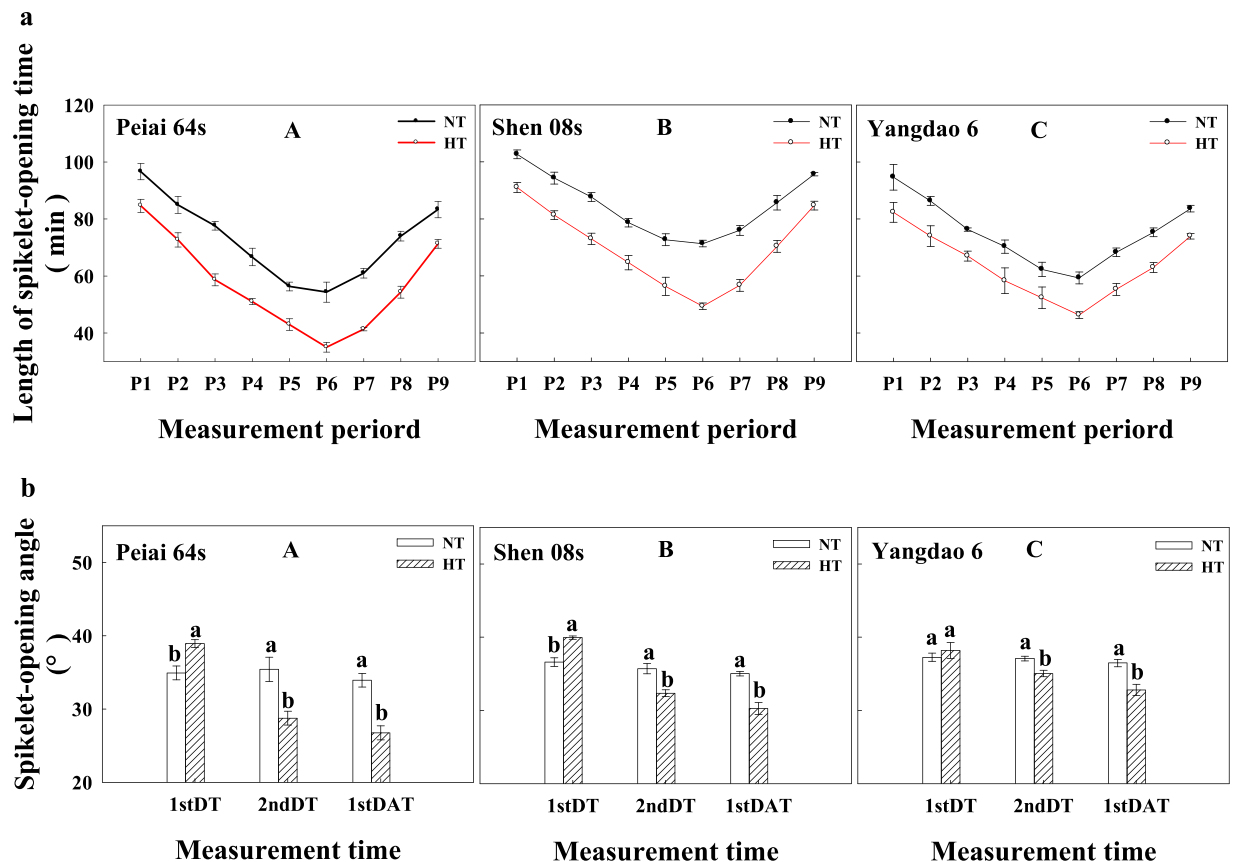 a
Length of spikelet-opening time
( min )
120
100
80
60
40
Peiai 64s
A
NT
HT
Shen 08s
B
NT
HT
Yangdao 6
C
NT
HT
P1 P2 P3 P4 P5 P6 P7 P8 P9
P1 P2 P3 P4 P5 P6 P7 P8 P9
P1 P2 P3 P4 P5 P6 P7 P8 P9
Measurement periord
Measurement periord
Measurement periord
b
Spikelet-opening angle
(°)
50
40
30
20
Peiai 64s
A
NT
HT
b a a b a b
Shen 08s
B
NT
HT
b a a b a b
Yangdao 6
C
NT
HT
a a a b a b
1stDT 2ndDT 1stDAT
1stDT 2ndDT 1stDAT
1stDT 2ndDT 1stDAT
Measurement time
Measurement time
Measurement time